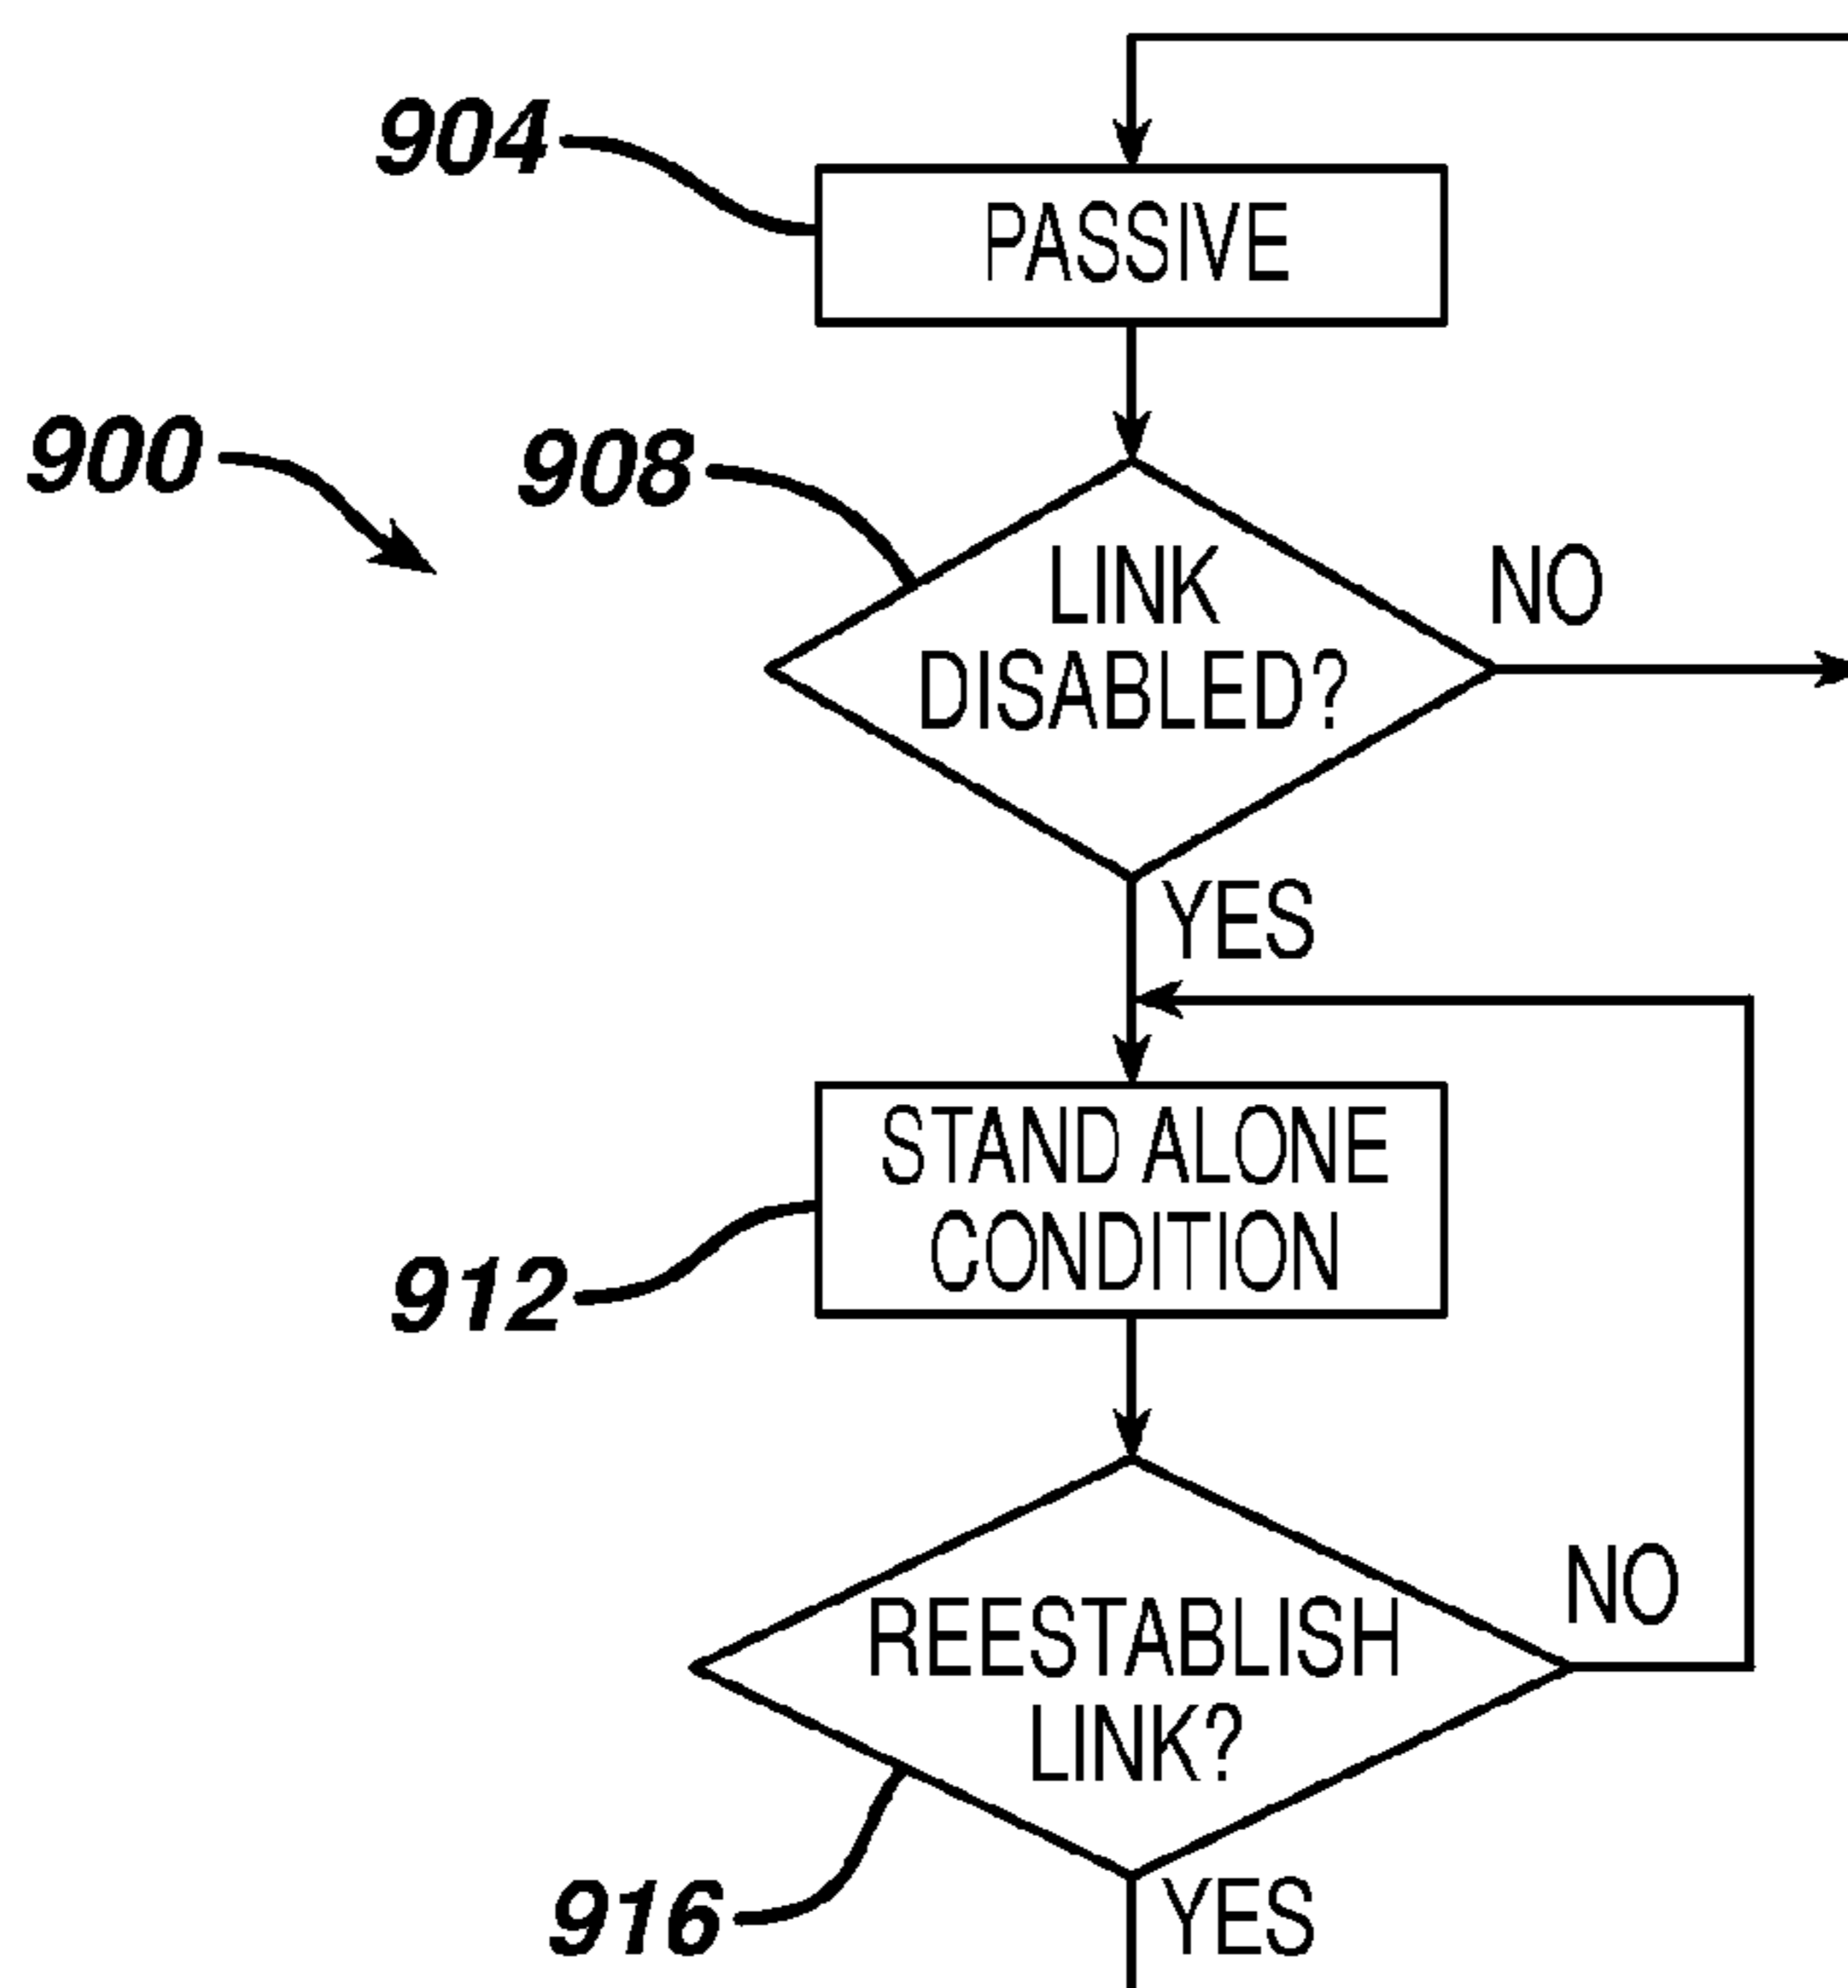 904
PASSIVE
900
908
LINK
DISABLED?
NO
YES
STAND ALONE
CONDITION
912
REESTABLISH
LINK?
NO
916
YES